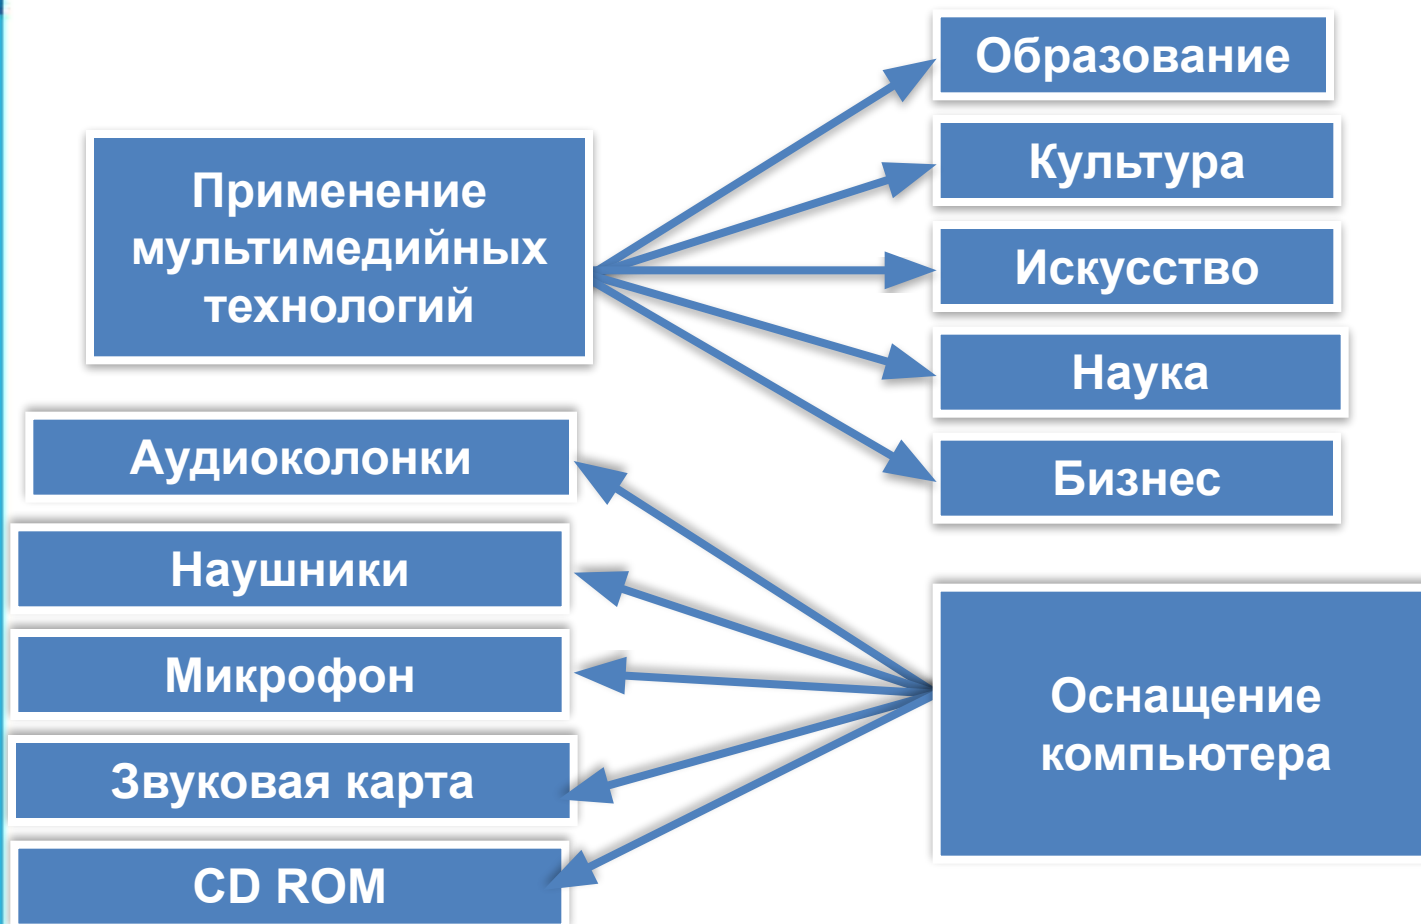 Применение
мультимедийных
технологий
Образование
Культура
Искусство
Наука
Бизнес
Аудиоколонки
Наушники
Микрофон
Звуковая карта
CD ROM
Оснащение
компьютера